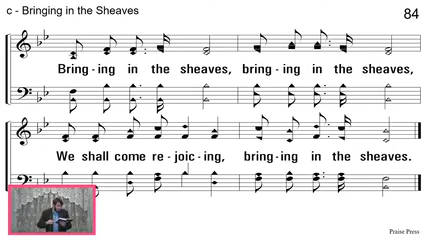 c - Bringing in the Sheaves
84
Bring - ing in the sheaves, bring - ing in the sheaves,
We shall come re - joic - ing, bring - ing in the sheaves.
Praise Press